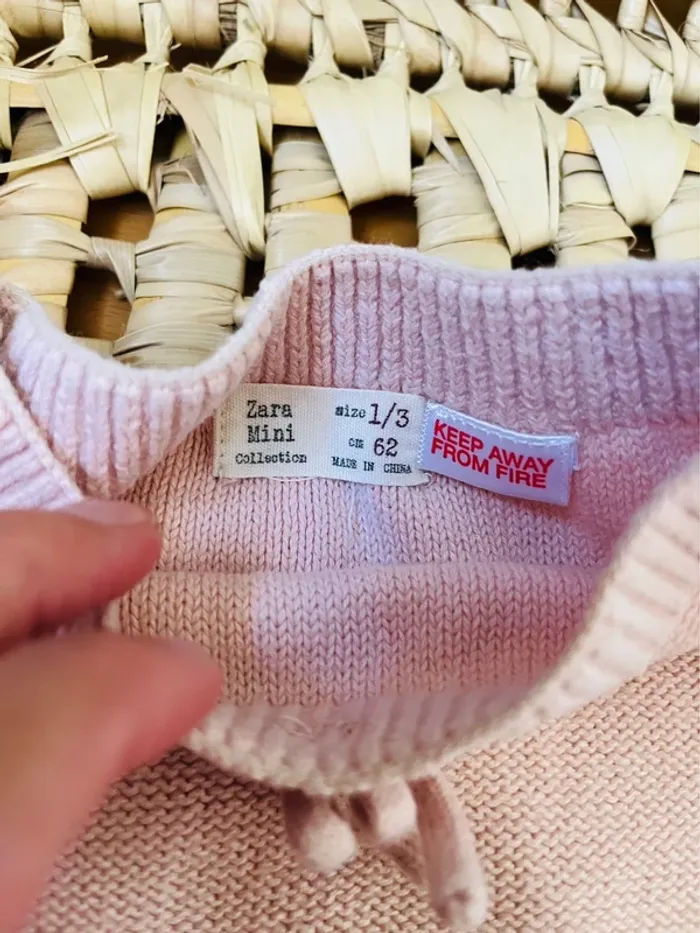 Zara
Mini
Collection
size 1/3
cm 62
MADE IN CHINA
KEEP AWAY
FROM FIRE